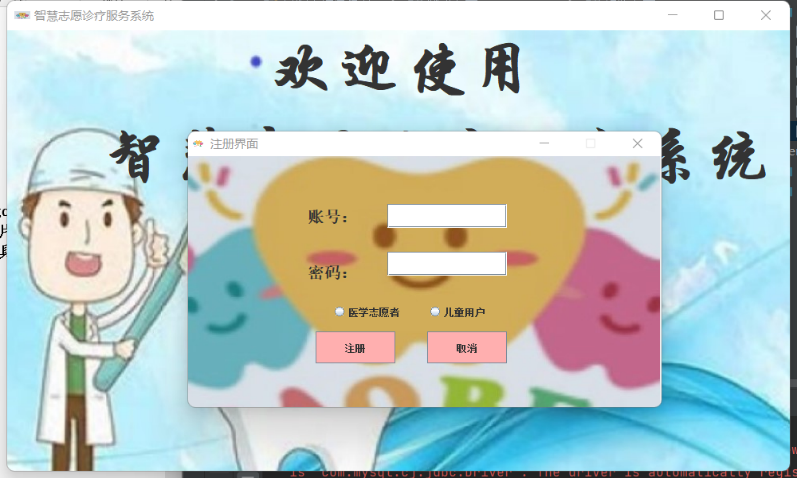 智慧志愿诊疗服务系统
欢迎使用
智
系统
注册界面
账号：
密码：
医学志愿者
儿童用户
注册
取消
is `com.mysql.cj.jdbc.Driver'. The driver is automatically regis